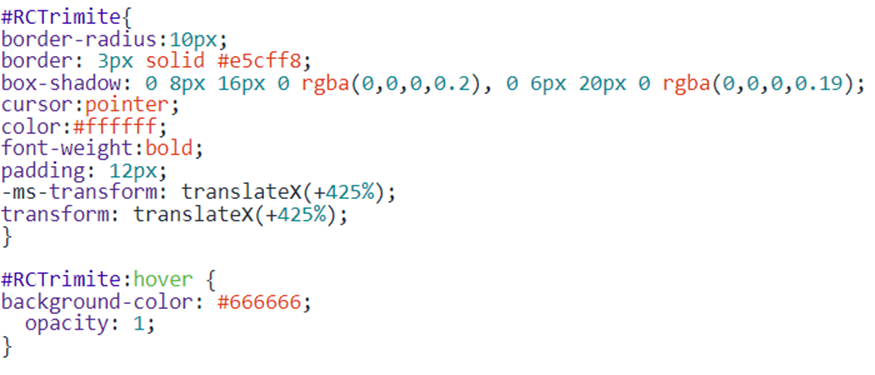 #RCTrimite{
border-radius:10px;
border: 3px solid #e5cff8;
box-shadow: 0 8px 16px 0 rgba(0,0,0,0.2), 0 6px 20px 0 rgba(0,0,0,0.19);
cursor:pointer;
color:#ffffff;
font-weight:bold;
padding: 12px;
-ms-transform: translateX(+425%);
transform: translateX(+425%);
}
#RCTrimite:hover {
background-color: #666666;
opacity: 1;
}